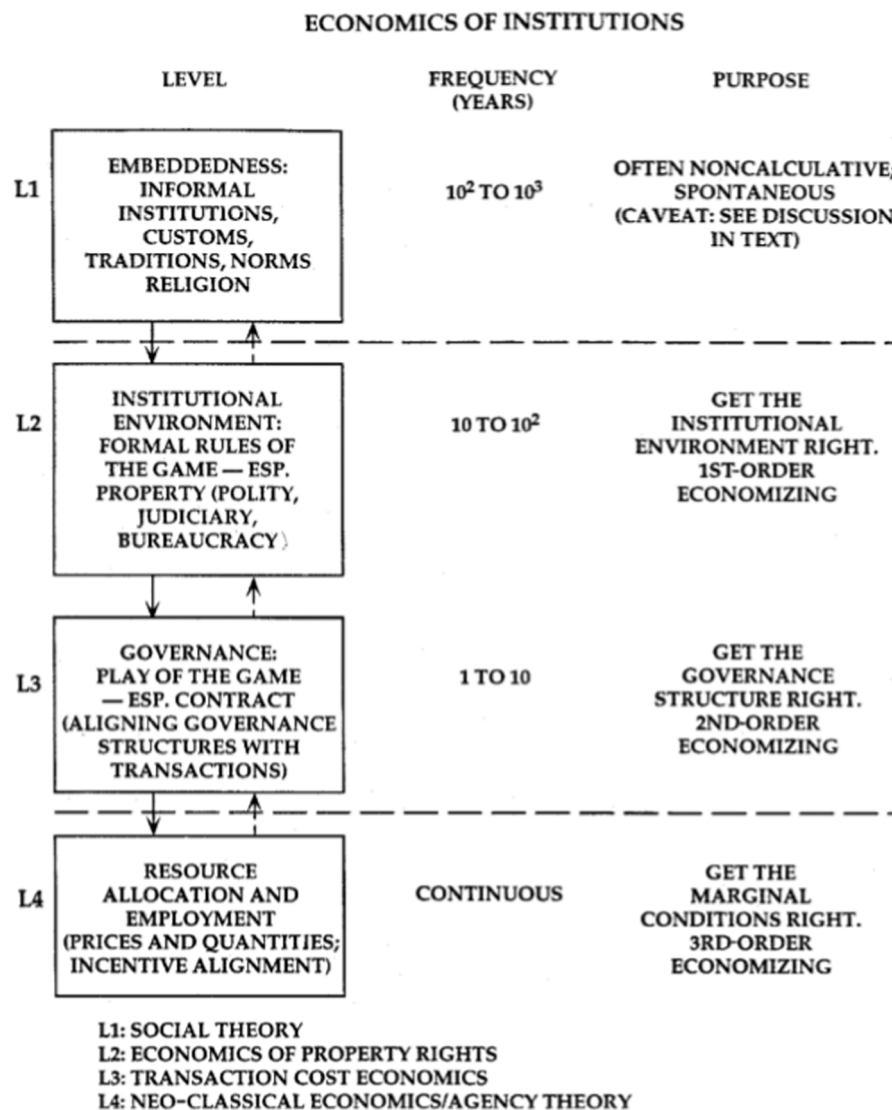 ECONOMICS OF INSTITUTIONS
LEVEL
FREQUENCY
(YEARS)
PURPOSE
L1
EMBEDDEDNESS:
INFORMAL
INSTITUTIONS,
CUSTOMS,
TRADITIONS, NORMS
RELIGION
10² TO 10³
OFTEN NONCALCULATIVE;
SPONTANEOUS
(CAVEAT: SEE DISCUSSION
IN TEXT)
L2
INSTITUTIONAL
ENVIRONMENT:
FORMAL RULES OF
THE GAME — ESP.
PROPERTY (POLITY,
JUDICIARY,
BUREAUCRACY)
10 TO 10²
GET THE
INSTITUTIONAL
ENVIRONMENT RIGHT.
1ST-ORDER
ECONOMIZING
L3
GOVERNANCE:
PLAY OF THE GAME
— ESP. CONTRACT
(ALIGNING GOVERNANCE
STRUCTURES WITH
TRANSACTIONS)
1 TO 10
GET THE
GOVERNANCE
STRUCTURE RIGHT.
2ND-ORDER
ECONOMIZING
L4
RESOURCE
ALLOCATION AND
EMPLOYMENT
(PRICES AND QUANTITIES;
INCENTIVE ALIGNMENT)
CONTINUOUS
GET THE
MARGINAL
CONDITIONS RIGHT.
3RD-ORDER
ECONOMIZING
L1: SOCIAL THEORY
L2: ECONOMICS OF PROPERTY RIGHTS
L3: TRANSACTION COST ECONOMICS
L4: NEO-CLASSICAL ECONOMICS/AGENCY THEORY